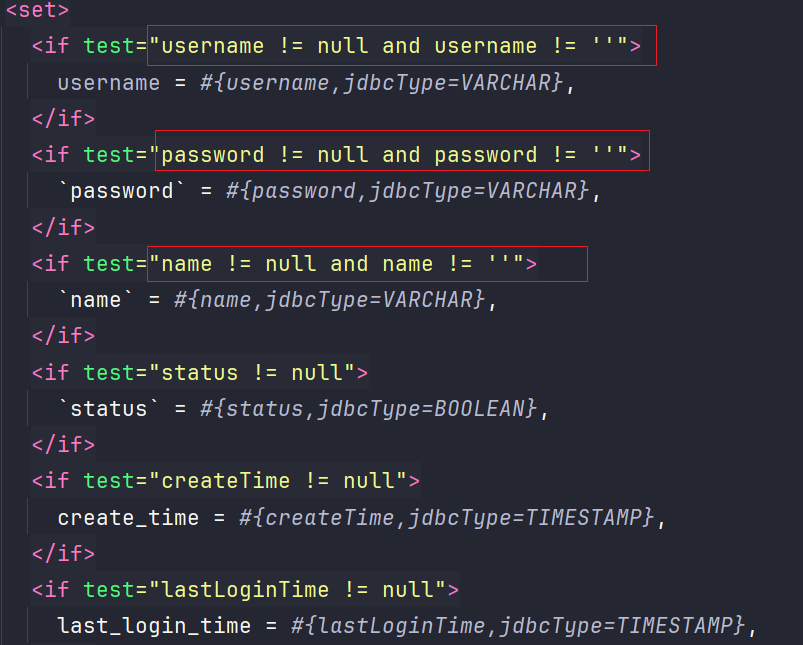 <set>
<if test="username != null and username != ''">
username = #{username,jdbcType=VARCHAR},
</if>
<if test="password != null and password != ''">
`password` = #{password,jdbcType=VARCHAR},
</if>
<if test="name != null and name != ''">
`name` = #{name,jdbcType=VARCHAR},
</if>
<if test="status != null">
`status` = #{status,jdbcType=BOOLEAN},
</if>
<if test="createTime != null">
create_time = #{createTime,jdbcType=TIMESTAMP},
</if>
<if test="lastLoginTime != null">
last_login_time = #{lastLoginTime,jdbcType=TIMESTAMP},